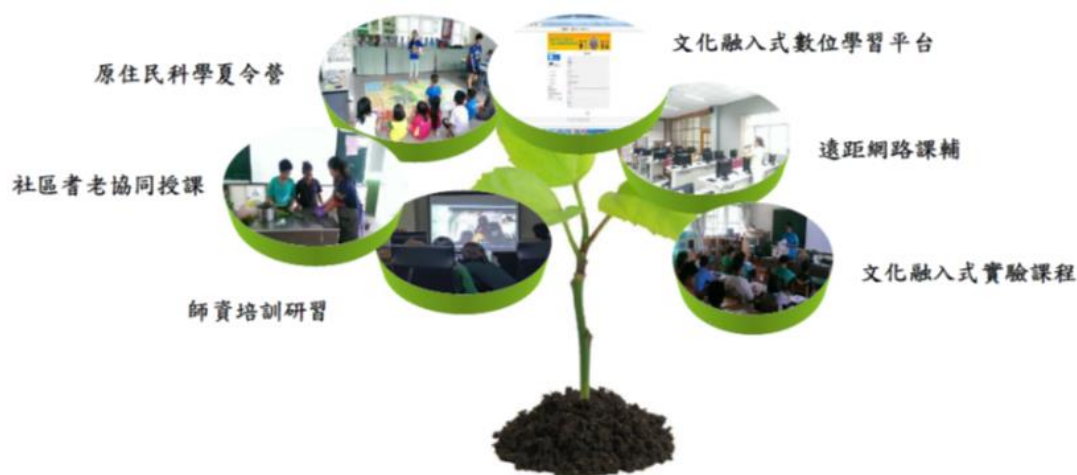 文化融入式數位學習平台
原住民科學夏令營
遠距網路課輔
社區耆老協同授課
文化融入式實驗課程
師資培訓研習